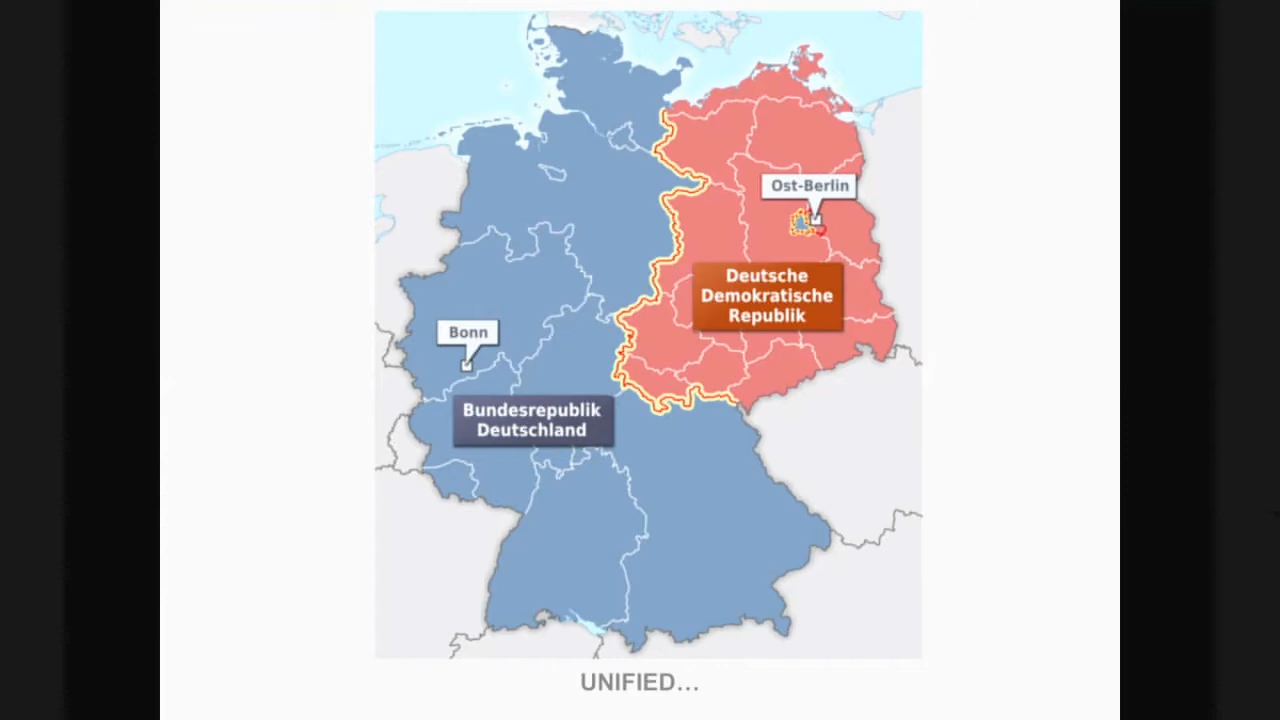 Ost-Berlin
Deutsche
Demokratische
Republik
Bonn
Bundesrepublik
Deutschland
UNIFIED…